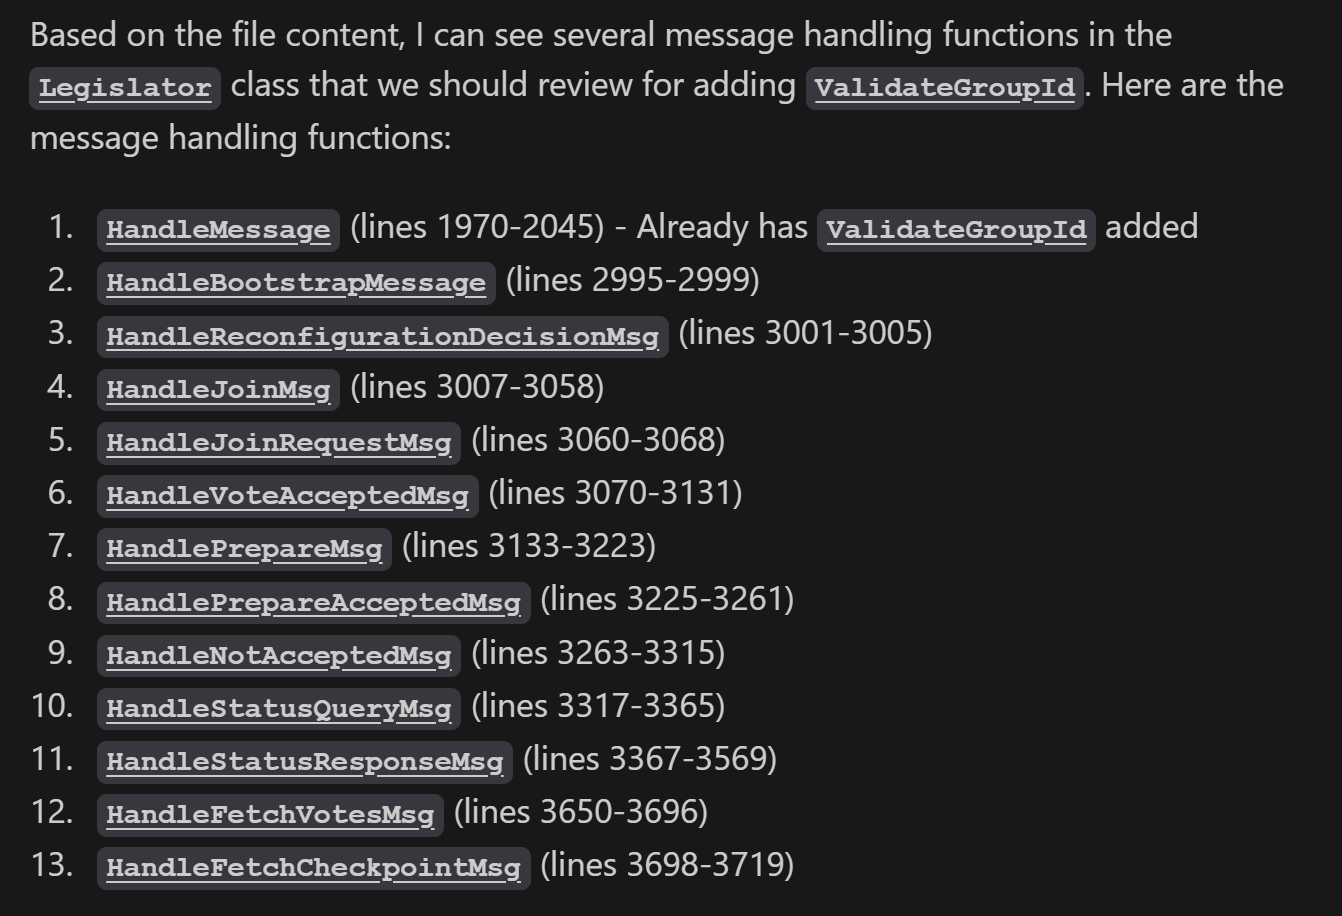 Based on the file content, I can see several message handling functions in the
Legislator class that we should review for adding ValidateGroupId. Here are the
message handling functions:
1. HandleMessage (lines 1970-2045) - Already has ValidateGroupId added
2. HandleBootstrapMessage (lines 2995-2999)
3. HandleReconfigurationDecisionMsg (lines 3001-3005)
4. HandleJoinMsg (lines 3007-3058)
5. HandleJoinRequestMsg (lines 3060-3068)
6. HandleVoteAcceptedMsg (lines 3070-3131)
7. HandlePrepareMsg (lines 3133-3223)
8. HandlePrepareAcceptedMsg (lines 3225-3261)
9. HandleNotAcceptedMsg (lines 3263-3315)
10. HandleStatusQueryMsg (lines 3317-3365)
11. HandleStatusResponseMsg (lines 3367-3569)
12. HandleFetchVotesMsg (lines 3650-3696)
13. HandleFetchCheckpointMsg (lines 3698-3719)